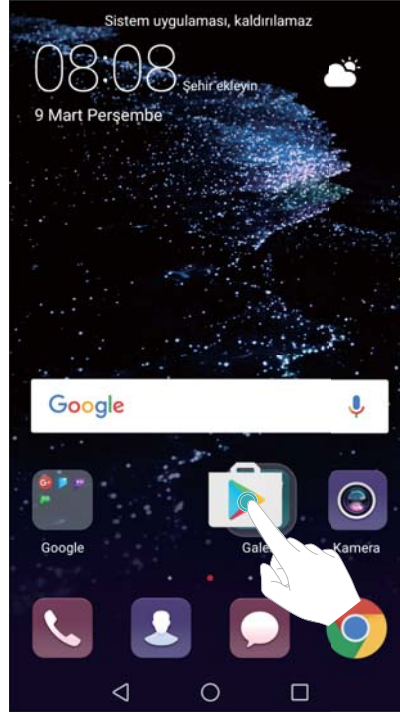 Sistem uygulaması, kaldırılamaz
08:08
Şehir ekleyin
9 Mart Perşembe
Google
Google
Kamera